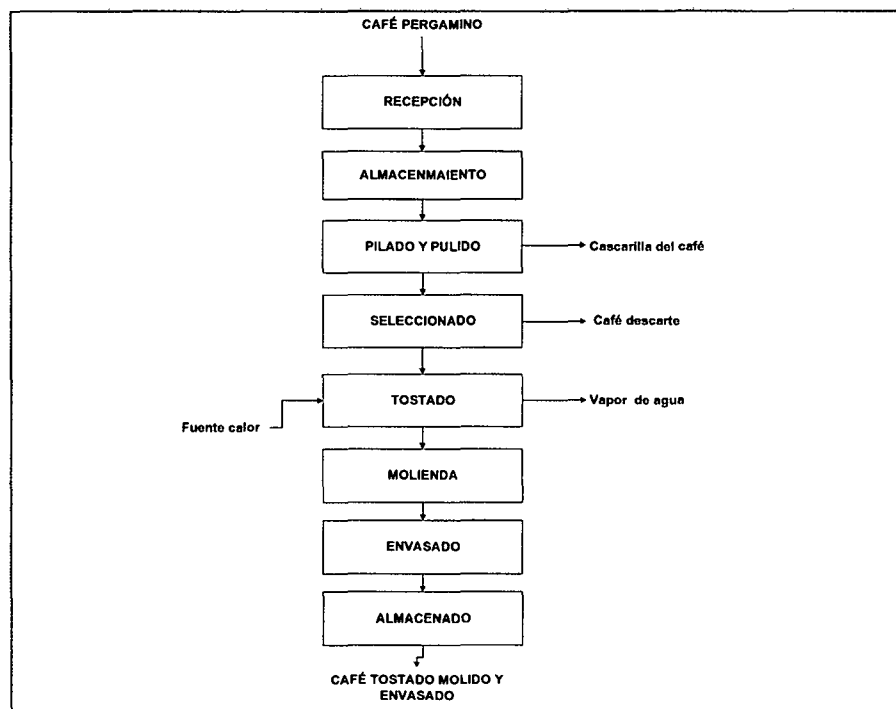 CAFÉ PERGAMINO
RECEPCIÓN
ALMACENMAIENTO
PILADO Y PULIDO
Cascarilla del café
SELECCIONADO
Café descarte
TOSTADO
Vapor de agua
Fuente calor
MOLIENDA
ENVASADO
ALMACENADO
CAFÉ TOSTADO MOLIDO Y
ENVASADO